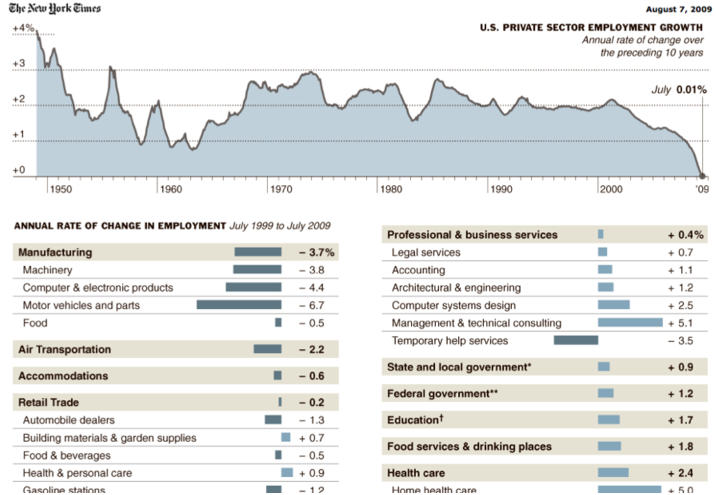 The New York Times
August 7, 2009
U.S. PRIVATE SECTOR EMPLOYMENT GROWTH
Annual rate of change over
the preceding 10 years
+4%
+3
+2
+1
+0
July 0.01%
1950
1960
1970
1980
1990
2000
'09
ANNUAL RATE OF CHANGE IN EMPLOYMENT July 1999 to July 2009
Manufacturing – 3.7%
Machinery – 3.8
Computer & electronic products – 4.4
Motor vehicles and parts – 6.7
Food – 0.5
Air Transportation – 2.2
Accommodations – 0.6
Retail Trade – 0.2
Automobile dealers – 1.3
Building materials & garden supplies + 0.7
Food & beverages – 0.5
Health & personal care + 0.9
Gasoline stations – 1.2
Professional & business services + 0.4%
Legal services + 0.7
Accounting + 1.1
Architectural & engineering + 1.2
Computer systems design + 2.5
Management & technical consulting + 5.1
Temporary help services – 3.5
State and local government* + 0.9
Federal government** + 1.2
Education† + 1.7
Food services & drinking places + 1.8
Health care + 2.4
Home health care + 5.0